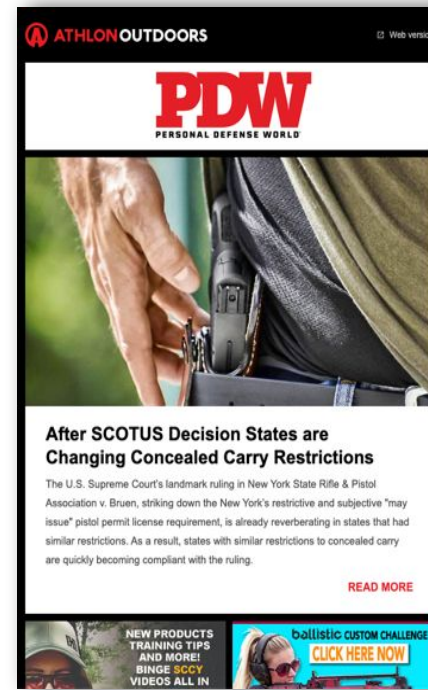 ATHLON OUTDOORS
Web versio
PDW
PERSONAL DEFENSE WORLD
After SCOTUS Decision States are
Changing Concealed Carry Restrictions
The U.S. Supreme Court's landmark ruling in New York State Rifle & Pistol
Association v. Bruen, striking down the New York's restrictive and subjective "may
issue" pistol permit license requirement, is already reverberating in states that had
similar restrictions. As a result, states with similar restrictions to concealed carry
are quickly becoming compliant with the ruling.
READ MORE
NEW PRODUCTS
TRAINING TIPS
AND MORE!
BINGE SCCY
VIDEOS ALL IN
ballistic CUSTOM CHALLENGE
CLICK HERE NOW